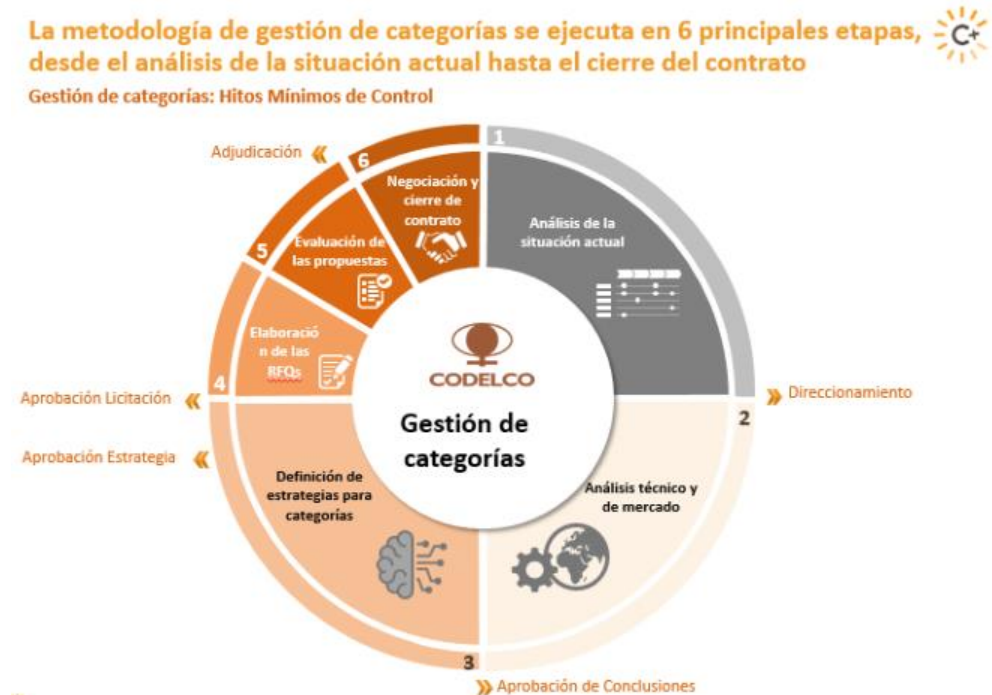 La metodología de gestión de categorías se ejecuta en 6 principales etapas,
desde el análisis de la situación actual hasta el cierre del contrato
C+
Gestión de categorías: Hitos Mínimos de Control
1
Análisis de la
situación actual
Direccionamiento
2
Análisis técnico y
de mercado
Aprobación de Conclusiones
3
Definición de
estrategias para
categorías
Aprobación Estrategia
Aprobación Licitación
4
Elaboració
n de las
RFQs
5
Evaluación de
las propuestas
Adjudicación
6
Negociación y
cierre de
contrato
CODELCO
Gestión de
categorías